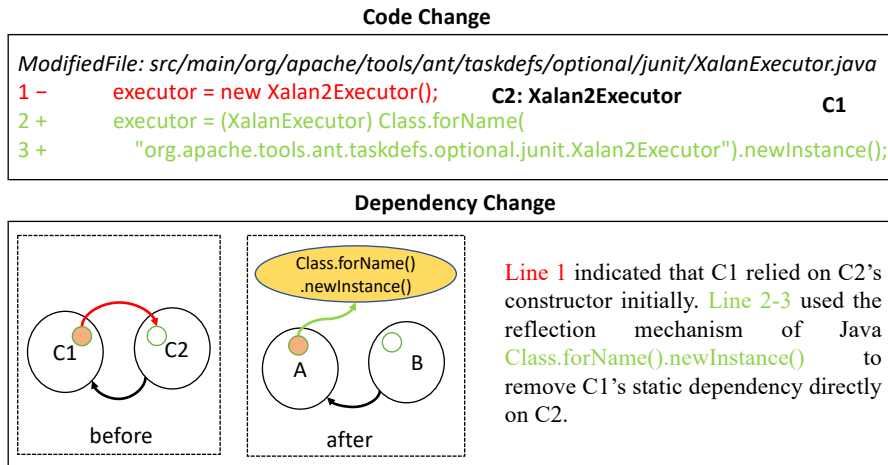 Code Change
ModifiedFile: src/main/org/apache/tools/ant/taskdefs/optional/junit/XalanExecutor.java
1 − executor = new Xalan2Executor(); C2: Xalan2Executor C1
2 + executor = (XalanExecutor) Class.forName(
3 + "org.apache.tools.ant.taskdefs.optional.junit.Xalan2Executor").newInstance();
Dependency Change
C1
C2
before
Class.forName()
.newInstance()
A
B
after
Line 1 indicated that C1 relied on C2’s
constructor initially. Line 2-3 used the
reflection mechanism of Java
Class.forName().newInstance() to
remove C1’s static dependency directly
on C2.